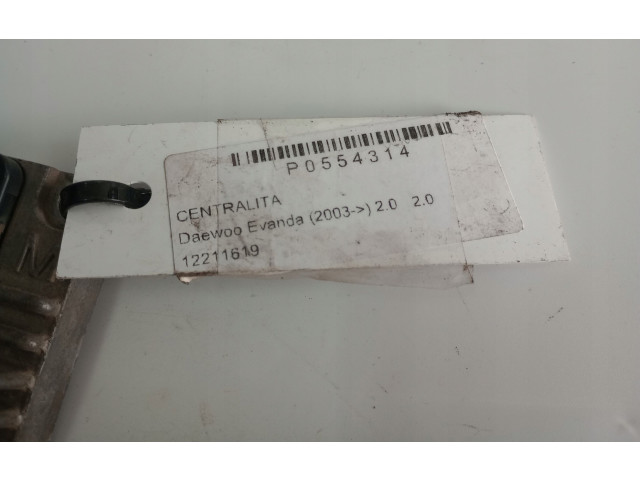 P0554314
CENTRALITA
Daewoo Evanda (2003->) 2.0 2.0
12211619